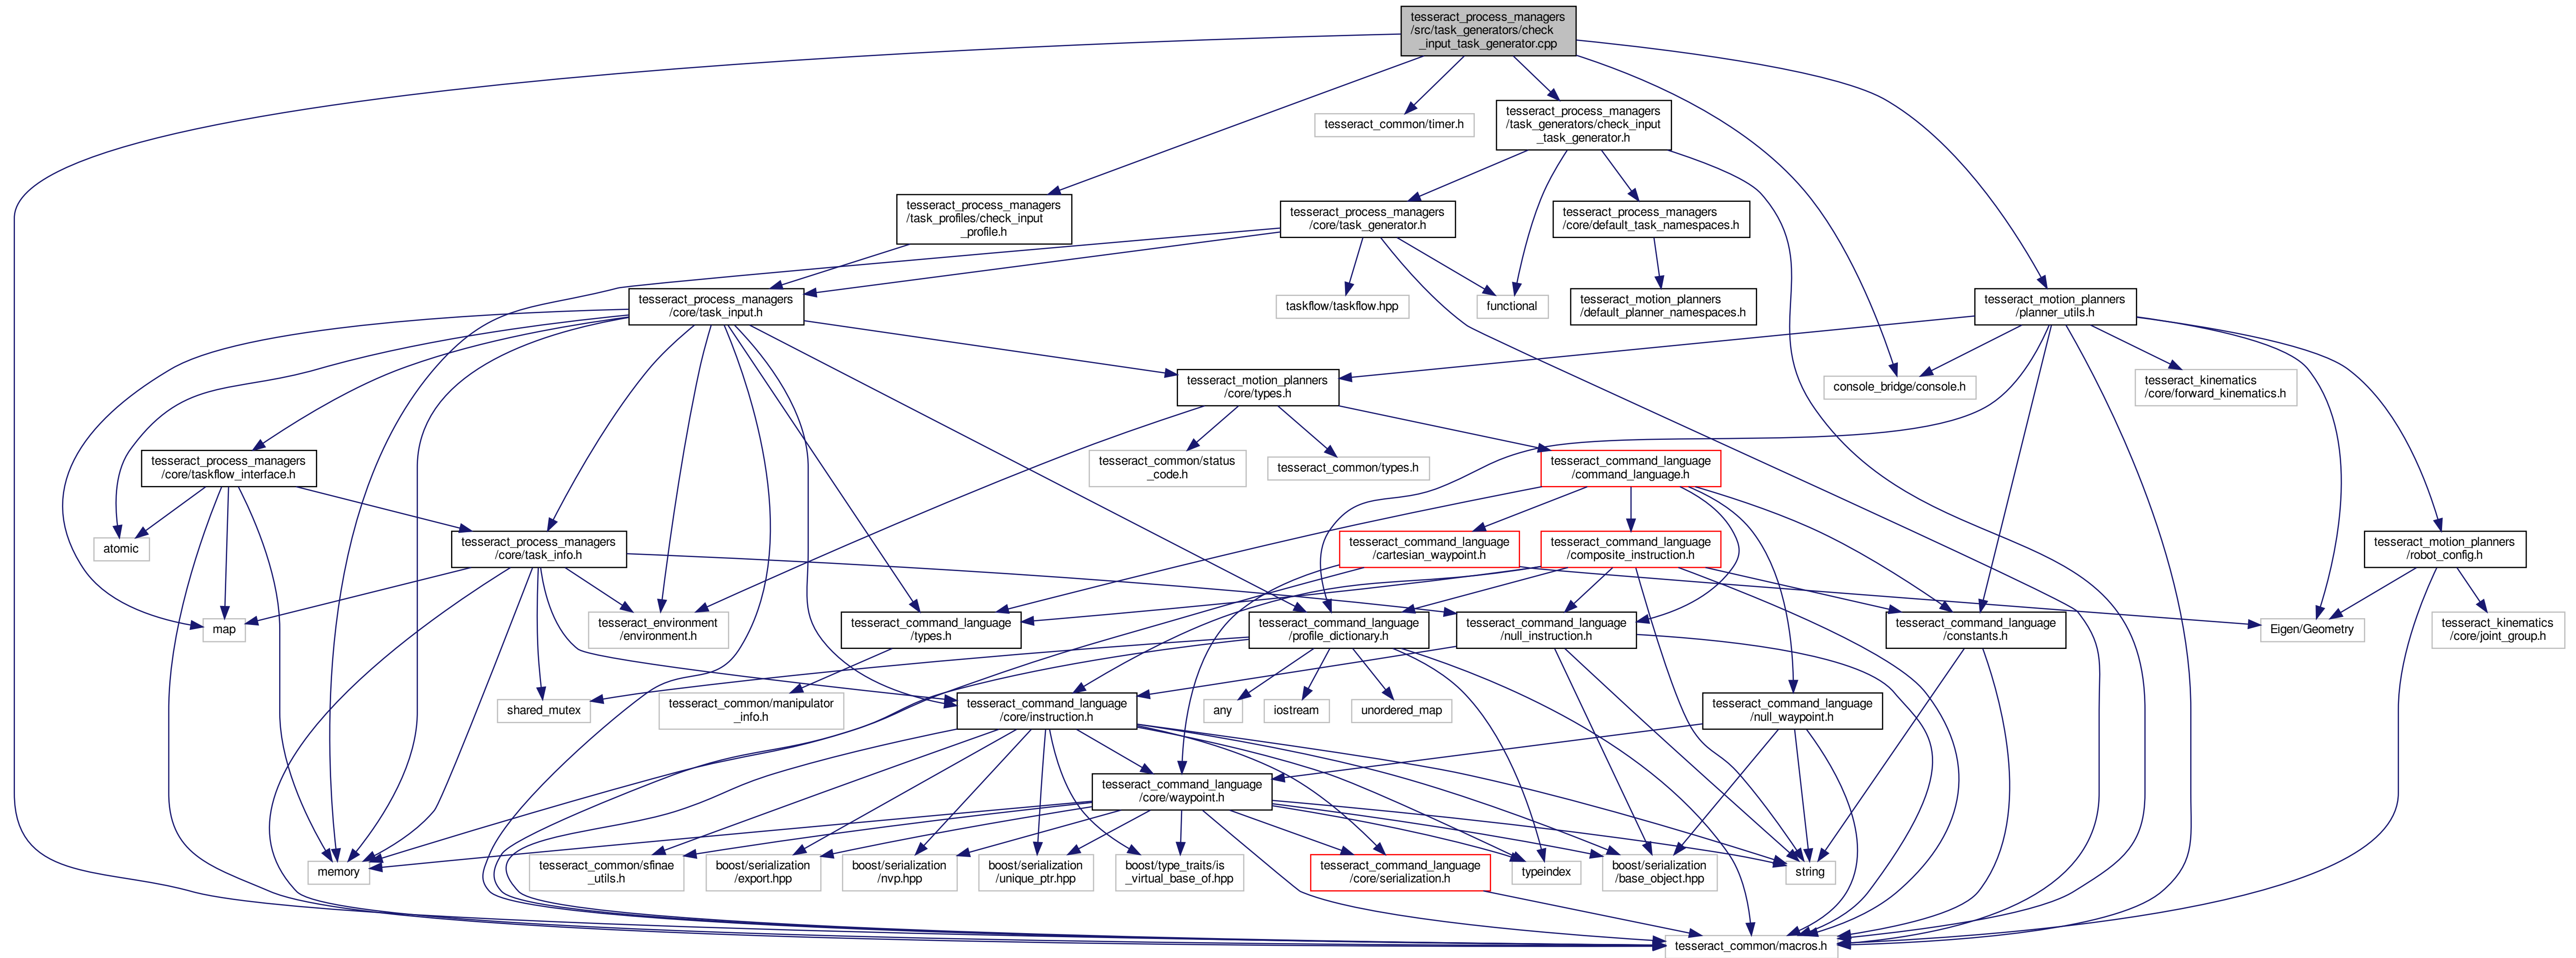 tesseract_process_managers
/src/task_generators/check
_input_task_generator.cpp
tesseract_common/timer.h
tesseract_process_managers
/task_generators/check_input
_task_generator.h
tesseract_process_managers
/task_profiles/check_input
_profile.h
tesseract_process_managers
/core/task_generator.h
tesseract_process_managers
/core/default_task_namespaces.h
tesseract_process_managers
/core/task_input.h
taskflow/taskflow.hpp
functional
tesseract_motion_planners
/default_planner_namespaces.h
tesseract_motion_planners
/planner_utils.h
tesseract_motion_planners
/core/types.h
console_bridge/console.h
tesseract_kinematics
/core/forward_kinematics.h
tesseract_process_managers
/core/taskflow_interface.h
tesseract_common/status
_code.h
tesseract_common/types.h
tesseract_command_language
/command_language.h
atomic
tesseract_process_managers
/core/task_info.h
tesseract_command_language
/cartesian_waypoint.h
tesseract_command_language
/composite_instruction.h
tesseract_motion_planners
/robot_config.h
map
tesseract_environment
/environment.h
tesseract_command_language
/types.h
tesseract_command_language
/profile_dictionary.h
tesseract_command_language
/null_instruction.h
tesseract_command_language
/constants.h
Eigen/Geometry
tesseract_kinematics
/core/joint_group.h
shared_mutex
tesseract_common/manipulator
_info.h
tesseract_command_language
/core/instruction.h
any
iostream
unordered_map
tesseract_command_language
/null_waypoint.h
tesseract_command_language
/core/waypoint.h
memory
tesseract_common/sfinae
_utils.h
boost/serialization
/export.hpp
boost/serialization
/nvp.hpp
boost/serialization
/unique_ptr.hpp
boost/type_traits/is
_virtual_base_of.hpp
tesseract_command_language
/core/serialization.h
typeindex
boost/serialization
/base_object.hpp
string
tesseract_common/macros.h